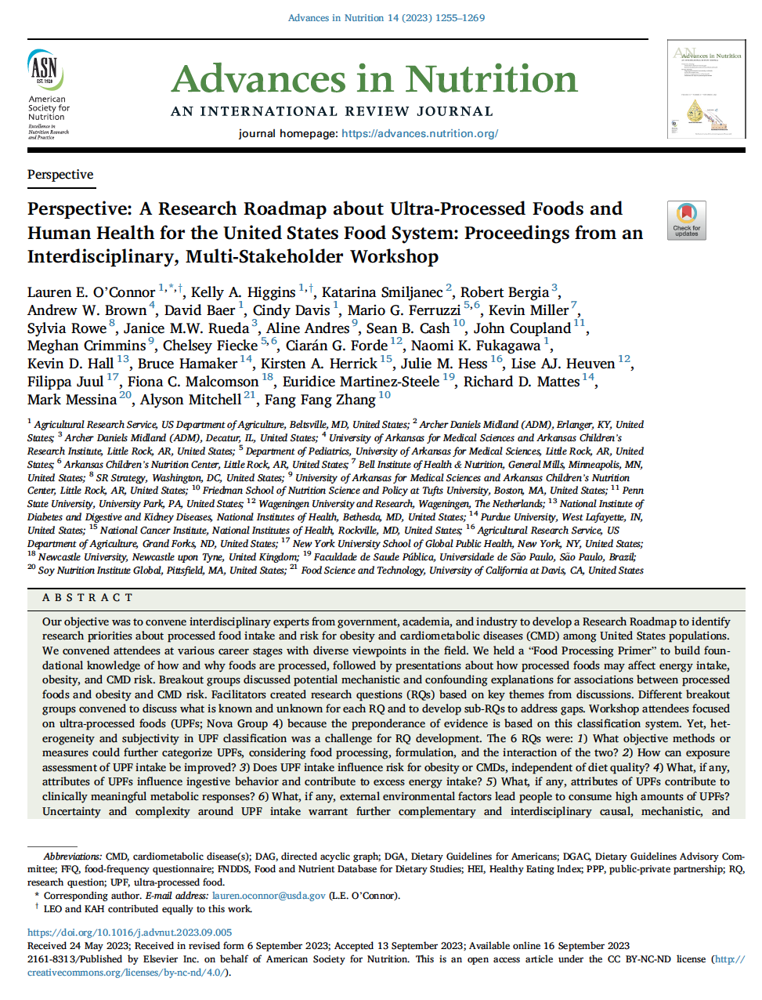 Advances in Nutrition 14 (2023) 1255–1269
ASN
EST. 1928
American
Society for
Nutrition
Excellence in
Nutrition Research
and Practice
Advances in Nutrition
AN INTERNATIONAL REVIEW JOURNAL
journal homepage: https://advances.nutrition.org/
AN
Advances in Nutrition
Perspective
Perspective: A Research Roadmap about Ultra-Processed Foods and
Human Health for the United States Food System: Proceedings from an
Interdisciplinary, Multi-Stakeholder Workshop
Check for
updates
Lauren E. O'Connor 1,*,†, Kelly A. Higgins 1,†, Katarina Smiljanec 2, Robert Bergia 3,
Andrew W. Brown 4, David Baer 1, Cindy Davis 1, Mario G. Ferruzzi 5,6, Kevin Miller 7,
Sylvia Rowe 8, Janice M.W. Rueda 3, Aline Andres 9, Sean B. Cash 10, John Coupland 11,
Meghan Crimmins 9, Chelsey Fiecke 5,6, Ciarán G. Forde 12, Naomi K. Fukagawa 1,
Kevin D. Hall 13, Bruce Hamaker 14, Kirsten A. Herrick 15, Julie M. Hess 16, Lise AJ. Heuven 12,
Filippa Juul 17, Fiona C. Malcomson 18, Euridice Martinez-Steele 19, Richard D. Mattes 14,
Mark Messina 20, Alyson Mitchell 21, Fang Fang Zhang 10
1 Agricultural Research Service, US Department of Agriculture, Beltsville, MD, United States; 2 Archer Daniels Midland (ADM), Erlanger, KY, United
States; 3 Archer Daniels Midland (ADM), Decatur, IL, United States; 4 University of Arkansas for Medical Sciences and Arkansas Children's
Research Institute, Little Rock, AR, United States; 5 Department of Pediatrics, University of Arkansas for Medical Sciences, Little Rock, AR, United
States; 6 Arkansas Children's Nutrition Center, Little Rock, AR, United States; 7 Bell Institute of Health & Nutrition, General Mills, Minneapolis, MN,
United States; 8 SR Strategy, Washington, DC, United States; 9 University of Arkansas for Medical Sciences and Arkansas Children's Nutrition
Center, Little Rock, AR, United States; 10 Friedman School of Nutrition Science and Policy at Tufts University, Boston, MA, United States; 11 Penn
State University, University Park, PA, United States; 12 Wageningen University and Research, Wageningen, The Netherlands; 13 National Institute of
Diabetes and Digestive and Kidney Diseases, National Institutes of Health, Bethesda, MD, United States; 14 Purdue University, West Lafayette, IN,
United States; 15 National Cancer Institute, National Institutes of Health, Rockville, MD, United States; 16 Agricultural Research Service, US
Department of Agriculture, Grand Forks, ND, United States; 17 New York University School of Global Public Health, New York, NY, United States;
18 Newcastle University, Newcastle upon Tyne, United Kingdom; 19 Faculdade de Saude Pública, Universidade de São Paulo, São Paulo, Brazil;
20 Soy Nutrition Institute Global, Pittsfield, MA, United States; 21 Food Science and Technology, University of California at Davis, CA, United States
ABSTRACT
Our objective was to convene interdisciplinary experts from government, academia, and industry to develop a Research Roadmap to identify
research priorities about processed food intake and risk for obesity and cardiometabolic diseases (CMD) among United States populations.
We convened attendees at various career stages with diverse viewpoints in the field. We held a “Food Processing Primer” to build foun-
dational knowledge of how and why foods are processed, followed by presentations about how processed foods may affect energy intake,
obesity, and CMD risk. Breakout groups discussed potential mechanistic and confounding explanations for associations between processed
foods and obesity and CMD risk. Facilitators created research questions (RQs) based on key themes from discussions. Different breakout
groups convened to discuss what is known and unknown for each RQ and to develop sub-RQs to address gaps. Workshop attendees focused
on ultra-processed foods (UPFs; Nova Group 4) because the preponderance of evidence is based on this classification system. Yet, het-
erogeneity and subjectivity in UPF classification was a challenge for RQ development. The 6 RQs were: 1) What objective methods or
measures could further categorize UPFs, considering food processing, formulation, and the interaction of the two? 2) How can exposure
assessment of UPF intake be improved? 3) Does UPF intake influence risk for obesity or CMDs, independent of diet quality? 4) What, if any,
attributes of UPFs influence ingestive behavior and contribute to excess energy intake? 5) What, if any, attributes of UPFs contribute to
clinically meaningful metabolic responses? 6) What, if any, external environmental factors lead people to consume high amounts of UPFs?
Uncertainty and complexity around UPF intake warrant further complementary and interdisciplinary causal, mechanistic, and
Abbreviations: CMD, cardiometabolic disease(s); DAG, directed acyclic graph; DGA, Dietary Guidelines for Americans; DGAC, Dietary Guidelines Advisory Com-
mittee; FFQ, food-frequency questionnaire; FNDDS, Food and Nutrient Database for Dietary Studies; HEI, Healthy Eating Index; PPP, public-private partnership; RQ,
research question; UPF, ultra-processed food.
* Corresponding author. E-mail address: lauren.oconnor@usda.gov (L.E. O'Connor).
† LEO and KAH contributed equally to this work.
https://doi.org/10.1016/j.advnut.2023.09.005
Received 24 May 2023; Received in revised form 6 September 2023; Accepted 13 September 2023; Available online 16 September 2023
2161-8313/Published by Elsevier Inc. on behalf of American Society for Nutrition. This is an open access article under the CC BY-NC-ND license (http://
creativecommons.org/licenses/by-nc-nd/4.0/).